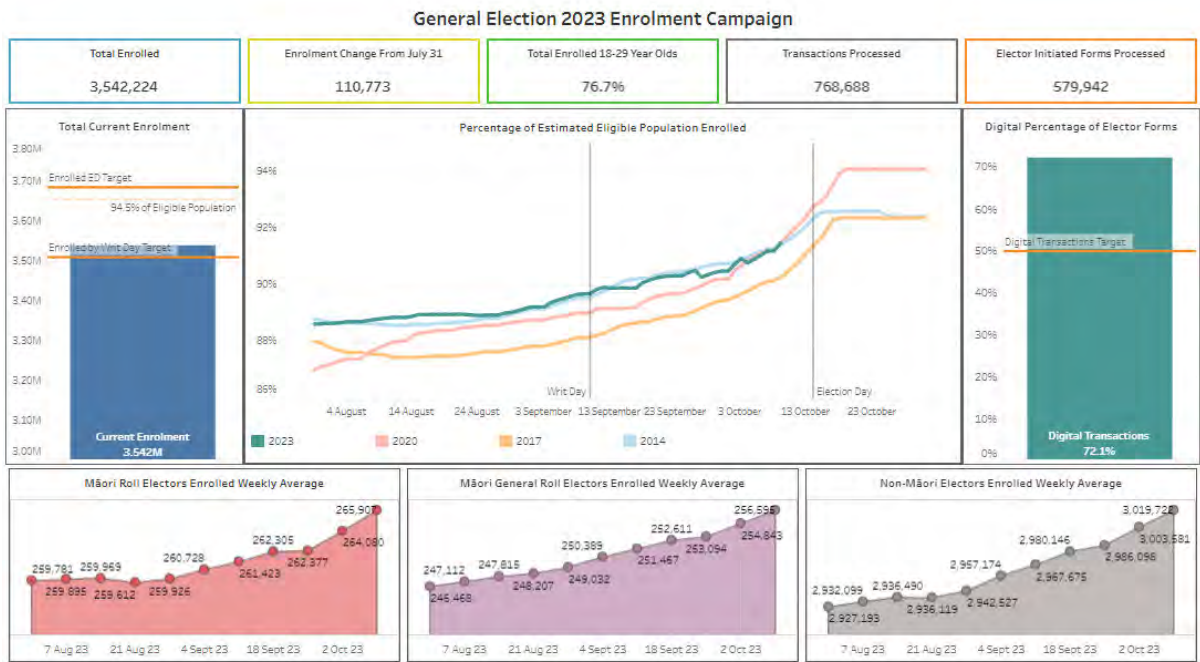 General Election 2023 Enrolment Campaign
Total Enrolled
3,542,224
Enrolment Change From July 31
110,773
Total Enrolled 18-29 Year Olds
76.7%
Transactions Processed
768,688
Elector Initiated Forms Processed
579,942
Total Current Enrolment
3.80M
3.70M
3.60M
3.50M
3.40M
3.30M
3.20M
3.10M
3.00M
Enrolled ED Target
94.5% of Eligible Population
Enrolled by Writ Day Target
Current Enrolment
3.542M
Percentage of Estimated Eligible Population Enrolled
94%
92%
90%
88%
86%
Writ Day
Election Day
4 August 14 August 24 August 3 September 13 September 23 September 3 October 13 October 23 October
2023 2020 2017 2014
Digital Percentage of Elector Forms
70%
60%
50%
40%
30%
20%
10%
0%
Digital Transactions Target
Digital Transactions
72.1%
Māori Roll Electors Enrolled Weekly Average
259,781
259,895
259,969
259,612
259,926
260,728
261,423
262,305
262,377
264,080
265,907
7 Aug 23 21 Aug 23 4 Sept 23 18 Sept 23 2 Oct 23
Māori General Roll Electors Enrolled Weekly Average
246,468
247,112
247,815
248,207
249,032
250,389
251,467
252,611
253,094
254,843
256,595
7 Aug 23 21 Aug 23 4 Sept 23 18 Sept 23 2 Oct 23
Non-Māori Electors Enrolled Weekly Average
2,927,193
2,932,099
2,936,490
2,936,119
2,942,527
2,957,174
2,967,675
2,980,146
2,986,098
3,003,581
3,019,722
7 Aug 23 21 Aug 23 4 Sept 23 18 Sept 23 2 Oct 23